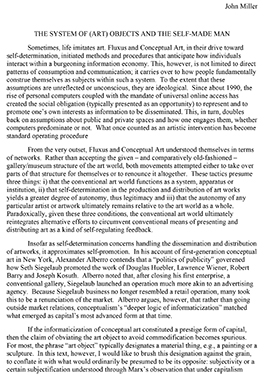 John Miller
THE SYSTEM OF (ART) OBJECTS AND THE SELF-MADE MAN
Sometimes, life imitates art. Fluxus and Conceptual Art, in their drive toward
self-determination, initiated methods and procedures that anticipate how individuals
interact within a burgeoning information economy. This, however, is not limited to direct
patterns of consumption and communication; it carries over to how people fundamentally
construe themselves as subjects within such a system. To the extent that these
assumptions are unreflected or unconscious, they are ideological. Since about 1990, the
rise of personal computers coupled with the mandate of universal online access has
created the social obligation (typically presented as an opportunity) to represent and to
promote one's own interests as information to be disseminated. This, in turn, doubles
back on assumptions about public and private spheres and how one engages them, whether
computers predominate or not. What once counted as an artistic intervention has become
standard operating procedure
From the very outset, Fluxus and Conceptual Art understood themselves in terms
of networks. Rather than accepting the given – and comparatively old-fashioned –
gallery/museum structure of the art world, both movements attempted either to take over
parts of that structure for themselves or to renounce it altogether. These tactics presume
three things: i) that the conventional art world functions as a system, apparatus or
institution, ii) that self-determination in the production and distribution of art works
yields a greater degree of autonomy, thus legitimacy and iii) that the autonomy of any
particular artist or artwork ultimately remains relative to the art world as a whole.
Paradoxically, given these three conditions, the conventional art world ultimately
reintegrates alternative efforts to circumvent conventional means of presenting and
distributing art as a kind of self-regulating feedback.
Insofar as self-determination concerns handling the dissemination and distribution
of artworks, it approaches self-promotion. In his account of first-generation conceptual
art in New York, Alexander Alberro contends that a "politics of publicity" governed
how Seth Siegelaub promoted the work of Douglas Huebler, Lawrence Wiener, Robert
Barry and Joseph Kosuth. Alberro noted that, after closing his first enterprise, a
conventional gallery, Siegelaub launched an operation much more akin to an advertising
agency. Because Siegelaub business no longer resembled a retail operation, many took
this to be a renunciation of the market. Alberro argues, however, that rather than going
outside market relations, conceptualism's "deeper logic of informaticization" matched
what emerged as capital's most advanced form at that time.
If the informaticization of conceptual art constituted a prestige form of capital,
then the claim of obviating the art object to avoid commodification becomes spurious.
For most, the phrase "art object" typically designates a material thing, e.g., a painting or a
sculpture. In this text, however, I would like to brush this designation against the grain,
to conflate it with what would ordinarily be presumed to be its opposite: subjectivity or a
certain subjectification understood through Marx's observation that under capitalism